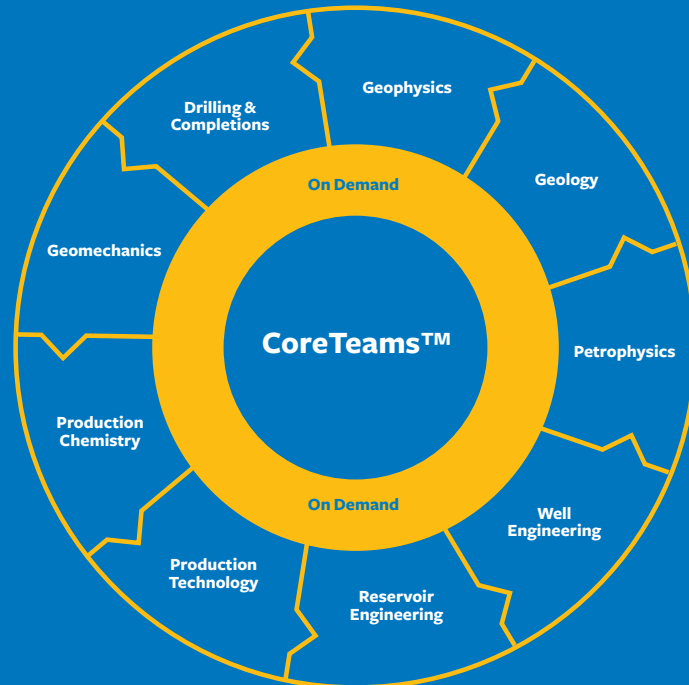 Geophysics
Drilling &
Completions
On Demand
Geology
Geomechanics
CoreTeams™
Petrophysics
Production
Chemistry
On Demand
Well
Engineering
Production
Technology
Reservoir
Engineering